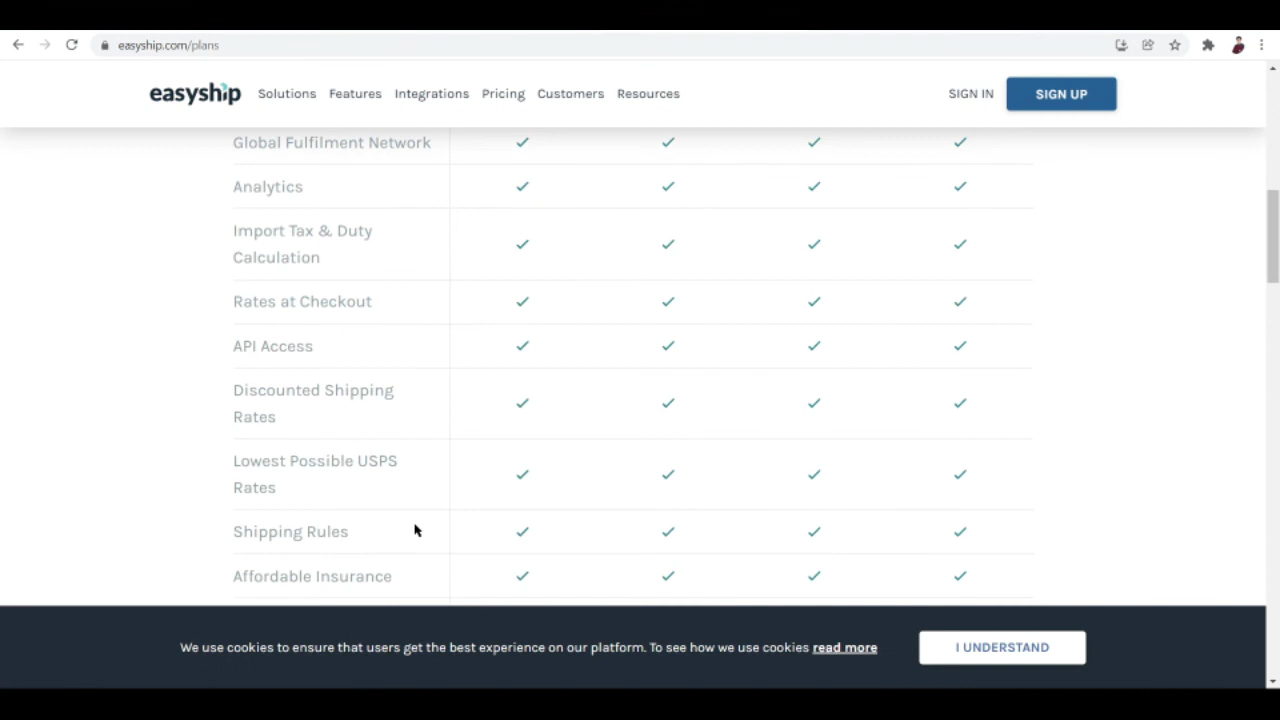 easyship.com/plans
easyship Solutions Features Integrations Pricing Customers Resources SIGN IN SIGN UP
Global Fulfilment Network
Analytics
Import Tax & Duty
Calculation
Rates at Checkout
API Access
Discounted Shipping
Rates
Lowest Possible USPS
Rates
Shipping Rules
Affordable Insurance
We use cookies to ensure that users get the best experience on our platform. To see how we use cookies read more I UNDERSTAND